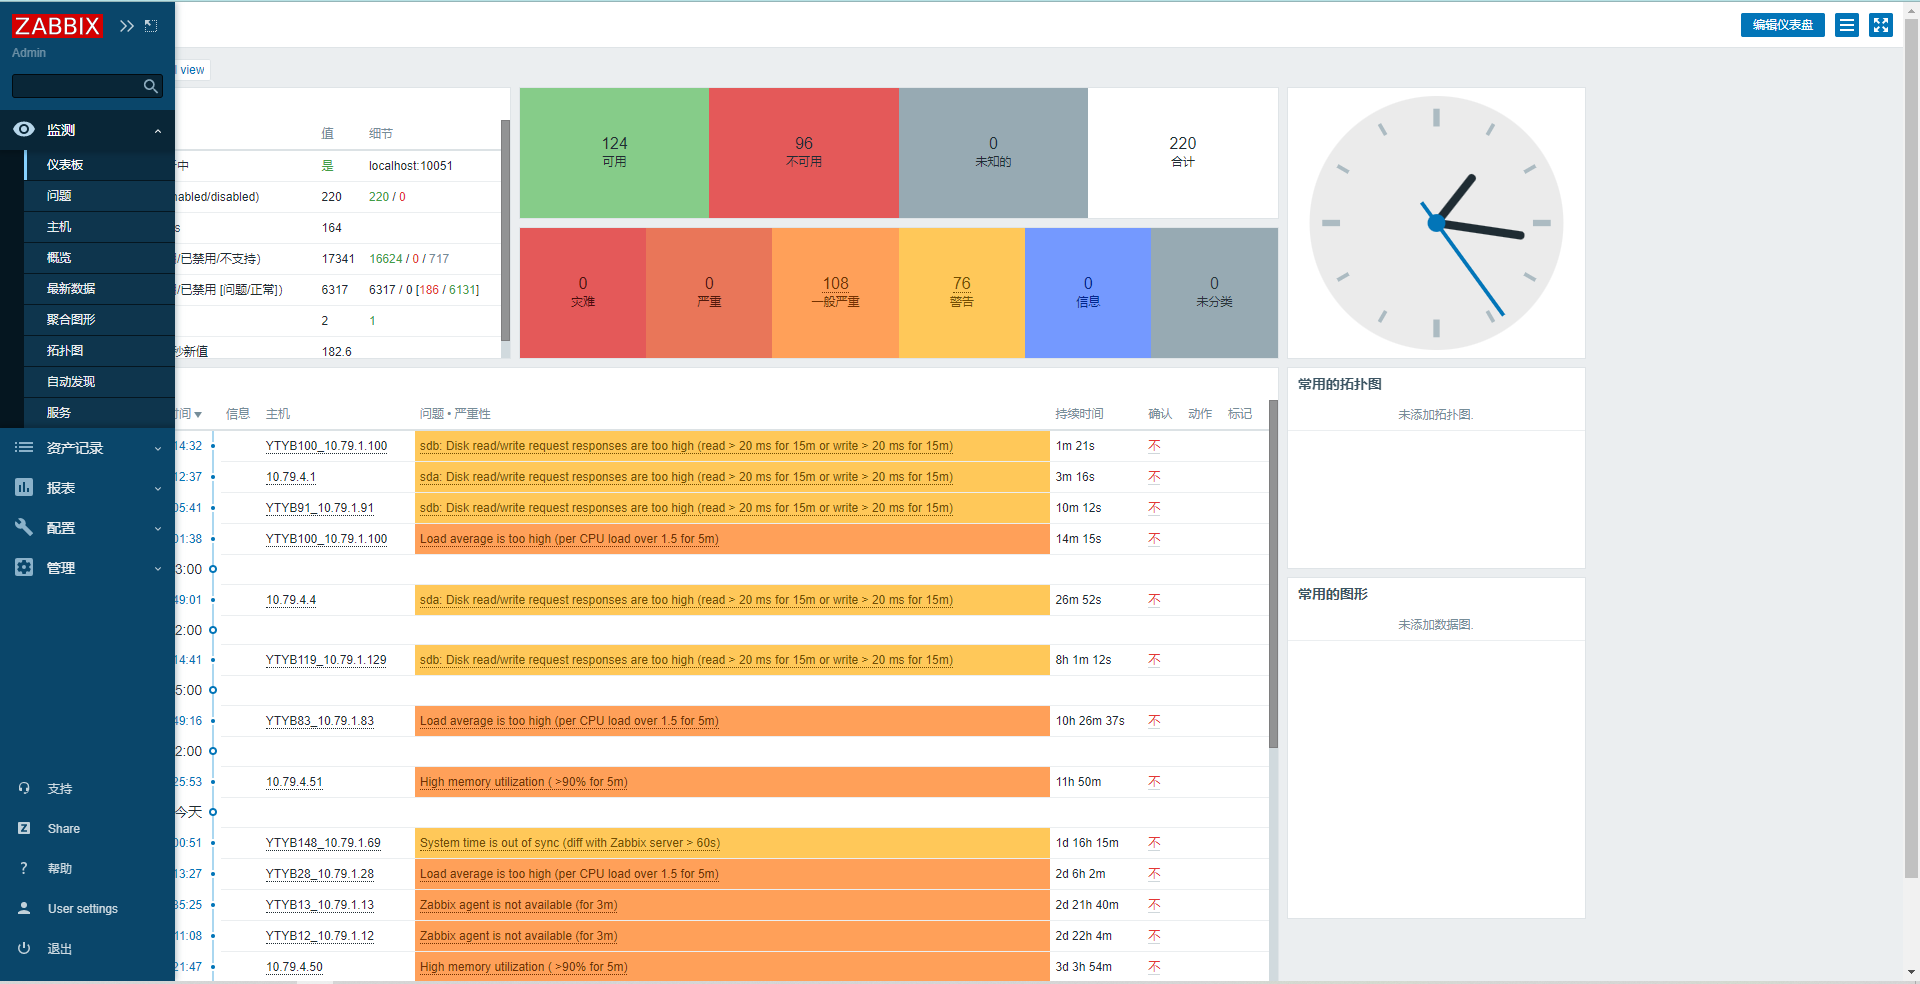 ZABBIX
Admin
编辑仪表盘
view
监测
仪表板
问题
主机
概览
最新数据
聚合图形
拓扑图
自动发现
服务
资产记录
报表
配置
管理
支持
Share
帮助
User settings
退出
值 细节
中 是 localhost:10051
nabled/disabled) 220 220 / 0
s 164
/已禁用/不支持) 17341 16624 / 0 / 717
/已禁用 [问题/正常]) 6317 6317 / 0 [186 / 6131]
2 1
秒新值 182.6
124 96 0 220
可用 不可用 未知的 合计
0 0 108 76 0 0
灾难 严重 一般严重 警告 信息 未分类
时间 信息 主机 问题 • 严重性 持续时间 确认 动作 标记
14:32 YTYB100_10.79.1.100 sdb: Disk read/write request responses are too high (read > 20 ms for 15m or write > 20 ms for 15m) 1m 21s 不
12:37 10.79.4.1 sda: Disk read/write request responses are too high (read > 20 ms for 15m or write > 20 ms for 15m) 3m 16s 不
05:41 YTYB91_10.79.1.91 sdb: Disk read/write request responses are too high (read > 20 ms for 15m or write > 20 ms for 15m) 10m 12s 不
01:38 YTYB100_10.79.1.100 Load average is too high (per CPU load over 1.5 for 5m) 14m 15s 不
3:00
49:01 10.79.4.4 sda: Disk read/write request responses are too high (read > 20 ms for 15m or write > 20 ms for 15m) 26m 52s 不
2:00
14:41 YTYB119_10.79.1.129 sdb: Disk read/write request responses are too high (read > 20 ms for 15m or write > 20 ms for 15m) 8h 1m 12s 不
5:00
49:16 YTYB83_10.79.1.83 Load average is too high (per CPU load over 1.5 for 5m) 10h 26m 37s 不
2:00
25:53 10.79.4.51 High memory utilization ( >90% for 5m) 11h 50m 不
今天
00:51 YTYB148_10.79.1.69 System time is out of sync (diff with Zabbix server > 60s) 1d 16h 15m 不
13:27 YTYB28_10.79.1.28 Load average is too high (per CPU load over 1.5 for 5m) 2d 6h 2m 不
35:25 YTYB13_10.79.1.13 Zabbix agent is not available (for 3m) 2d 21h 40m 不
11:08 YTYB12_10.79.1.12 Zabbix agent is not available (for 3m) 2d 22h 4m 不
21:47 10.79.4.50 High memory utilization ( >90% for 5m) 3d 3h 54m 不
常用的拓扑图
未添加拓扑图.
常用的图形
未添加数据图.